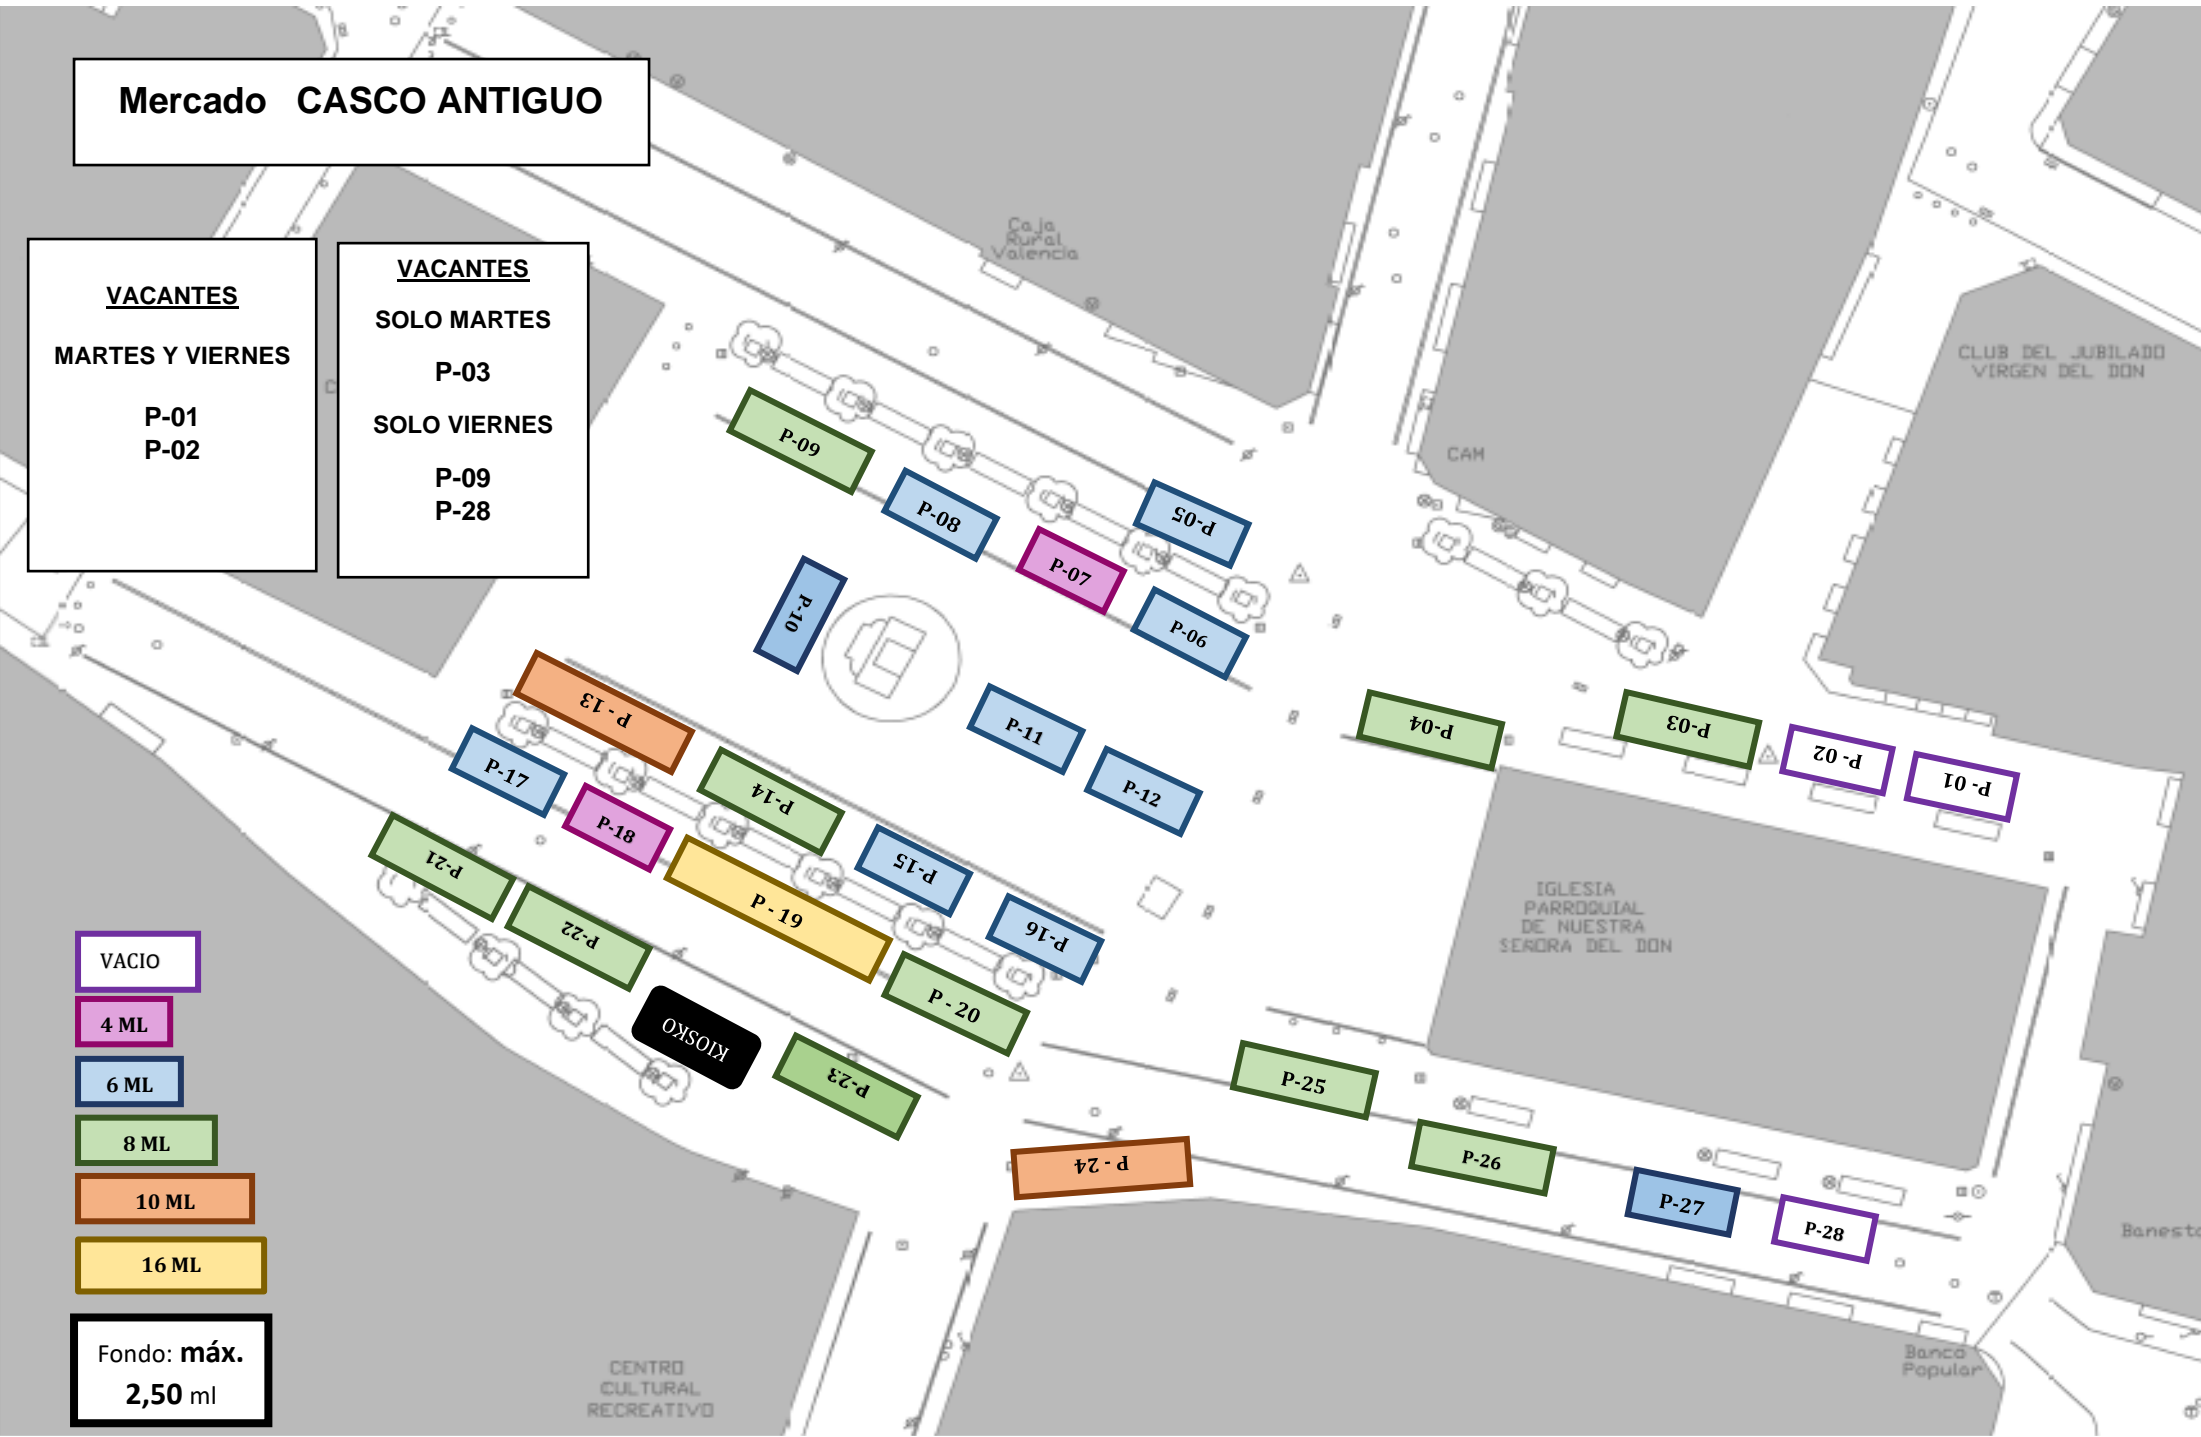 Mercado CASCO ANTIGUO
VACANTES
MARTES Y VIERNES
P-01
P-02
VACANTES
SOLO MARTES
P-03
SOLO VIERNES
P-09
P-28
Caja
Rural
Valencia
CLUB DEL JUBILADO
VIRGEN DEL DON
CAM
P-09
P-08
P-05
P-07
P-06
P-10
P - 13
P-11
P-12
P-04
P-03
P- 02
P- 01
P-17
P-18
P-14
P-15
P-16
P - 19
P - 20
P-21
P-22
KIOSKO
P-23
IGLESIA
PARROQUIAL
DE NUESTRA
SEÑORA DEL DON
P-25
P - 24
P-26
P-27
P-28
Banesto
Banco
Popular
CENTRO
CULTURAL
RECREATIVO
VACIO
4 ML
6 ML
8 ML
10 ML
16 ML
Fondo: máx.
2,50 ml